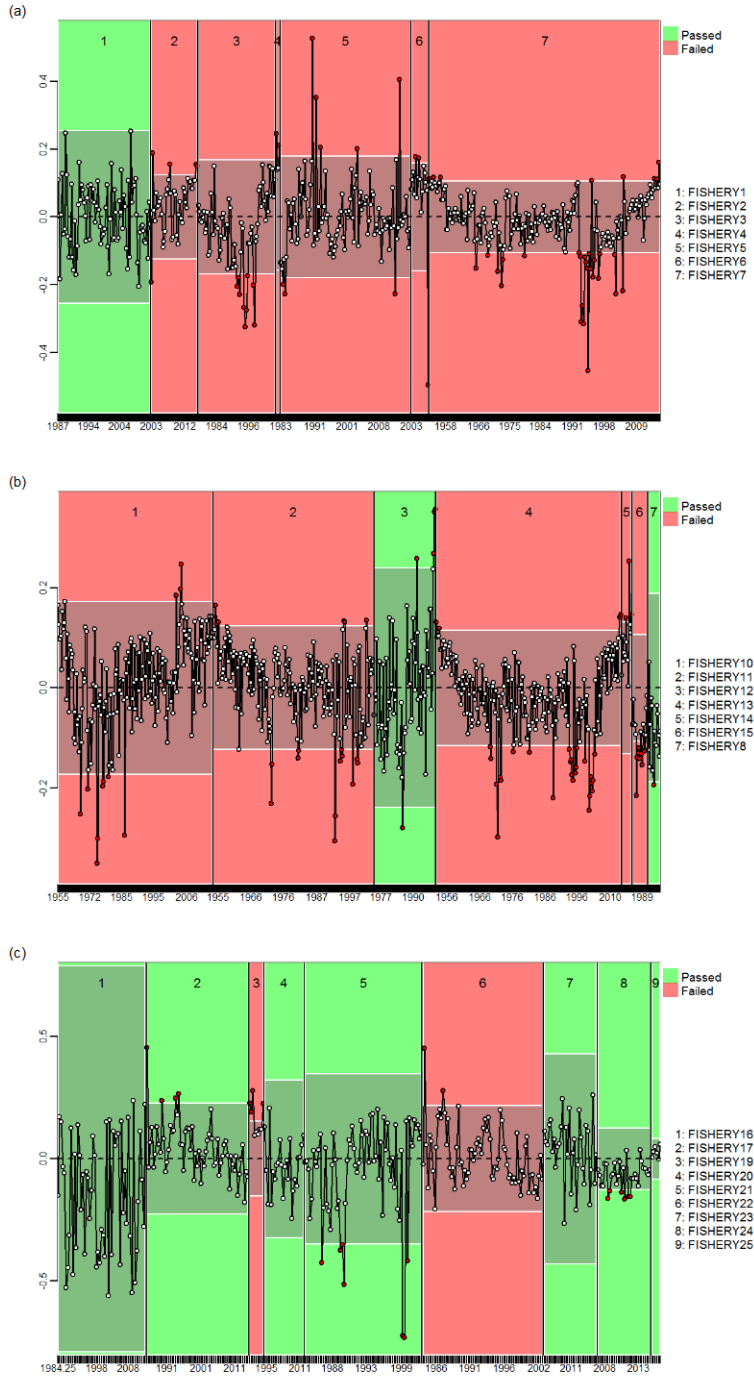 (a)
1 2 3 4 5 6 7
Passed
Failed
0.4
0.2
0.0
-0.2
-0.4
1: FISHERY1
2: FISHERY2
3: FISHERY3
4: FISHERY4
5: FISHERY5
6: FISHERY6
7: FISHERY7
1987 1994 2004 2003 2012 1984 1996 1983 1991 2001 2008 2003 1958 1966 1975 1984 1991 1998 2009
(b)
1 2 3 4 5 6 7
Passed
Failed
0.2
0.0
-0.2
1: FISHERY10
2: FISHERY11
3: FISHERY12
4: FISHERY13
5: FISHERY14
6: FISHERY15
7: FISHERY8
1955 1972 1985 1995 2006 1955 1966 1976 1987 1997 1977 1990 1956 1966 1976 1986 1996 2010 1989
(c)
1 2 3 4 5 6 7 8 9
Passed
Failed
0.5
0.0
-0.5
1: FISHERY16
2: FISHERY17
3: FISHERY19
4: FISHERY20
5: FISHERY21
6: FISHERY22
7: FISHERY23
8: FISHERY24
9: FISHERY25
1984.25 1998 2008 1991 2001 2011 1995 2011 1988 1999 1986 1996 2002 2011 2008 2013